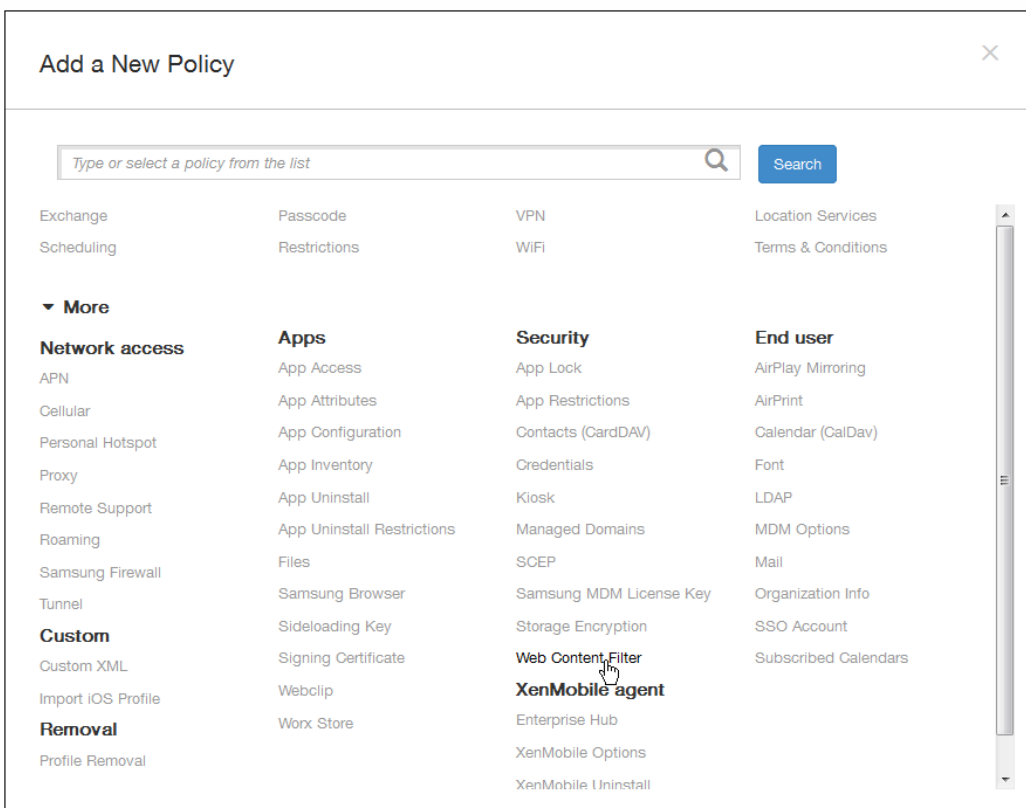 Add a New Policy
Type or select a policy from the list
Search
Exchange
Passcode
VPN
Location Services
Scheduling
Restrictions
WiFi
Terms & Conditions
More
Network access
APN
Cellular
Personal Hotspot
Proxy
Remote Support
Roaming
Samsung Firewall
Tunnel
Custom
Custom XML
Import iOS Profile
Removal
Profile Removal
Apps
App Access
App Attributes
App Configuration
App Inventory
App Uninstall
App Uninstall Restrictions
Files
Samsung Browser
Sideloading Key
Signing Certificate
Webclip
Worx Store
Security
App Lock
App Restrictions
Contacts (CardDAV)
Credentials
Kiosk
Managed Domains
SCEP
Samsung MDM License Key
Storage Encryption
Web Content Filter
XenMobile agent
Enterprise Hub
XenMobile Options
XenMobile Uninstall
End user
AirPlay Mirroring
AirPrint
Calendar (CalDav)
Font
LDAP
MDM Options
Mail
Organization Info
SSO Account
Subscribed Calendars